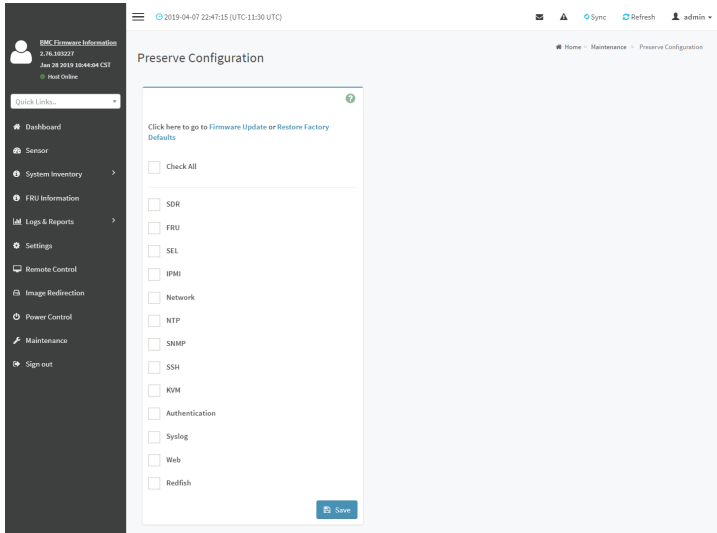 BMC Firmware Information
2.76.103227
Jan 28 2019 10:44:04 CST
Host Online
Quick Links..
Dashboard
Sensor
System Inventory
FRU Information
Logs & Reports
Settings
Remote Control
Image Redirection
Power Control
Maintenance
Sign out
2019-04-07 22:47:15 (UTC-11:30 UTC)
Sync
Refresh
admin
Preserve Configuration
Home > Maintenance > Preserve Configuration
Click here to go to Firmware Update or Restore Factory
Defaults
Check All
SDR
FRU
SEL
IPMI
Network
NTP
SNMP
SSH
KVM
Authentication
Syslog
Web
Redfish
Save